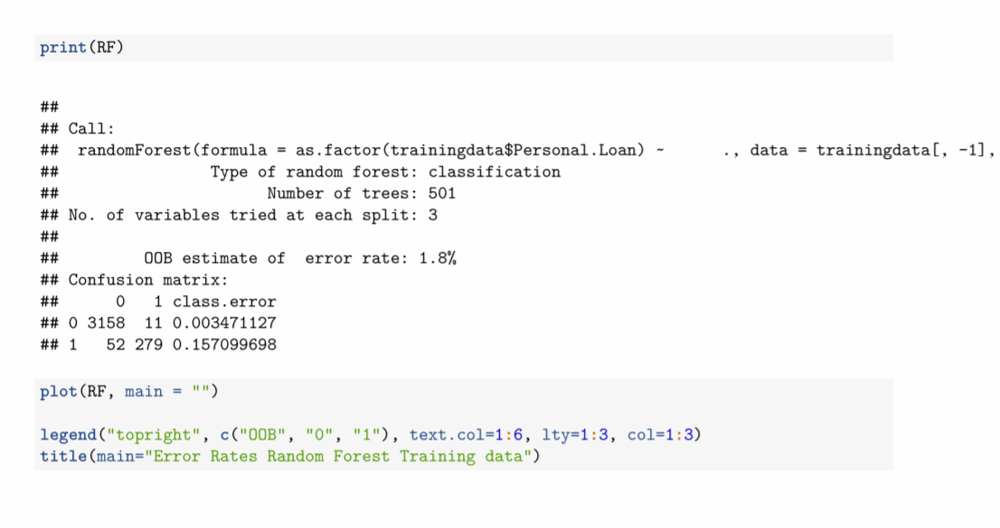 print(RF)
##
## Call:
##  randomForest(formula = as.factor(trainingdata$Personal.Loan) ~      ., data = trainingdata[, -1],
##                Type of random forest: classification
##                      Number of trees: 501
## No. of variables tried at each split: 3
##
##         OOB estimate of  error rate: 1.8%
## Confusion matrix:
##      0   1 class.error
## 0 3158  11 0.003471127
## 1   52 279 0.157099698
plot(RF, main = "")
legend("topright", c("OOB", "0", "1"), text.col=1:6, lty=1:3, col=1:3)
title(main="Error Rates Random Forest Training data")